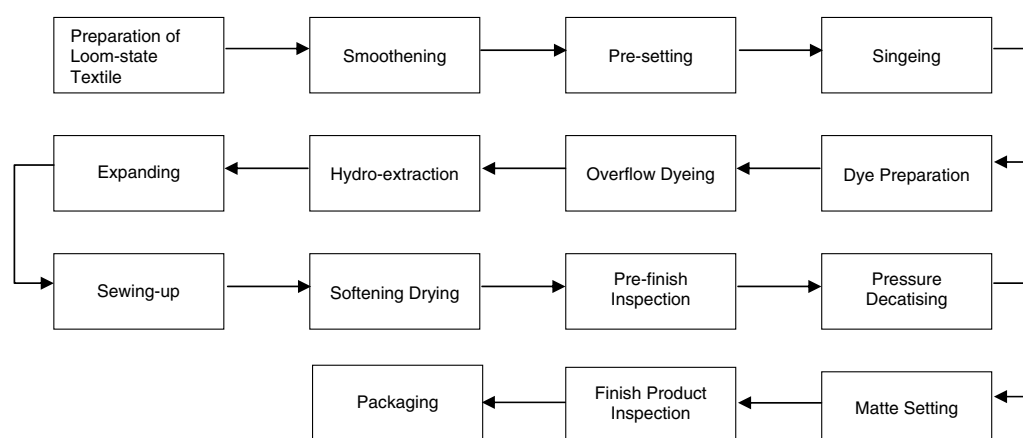 Preparation of
Loom-state
Textile
Smoothening
Pre-setting
Singeing
Dye Preparation
Overflow Dyeing
Hydro-extraction
Expanding
Sewing-up
Softening Drying
Pre-finish
Inspection
Pressure
Decatising
Matte Setting
Finish Product
Inspection
Packaging